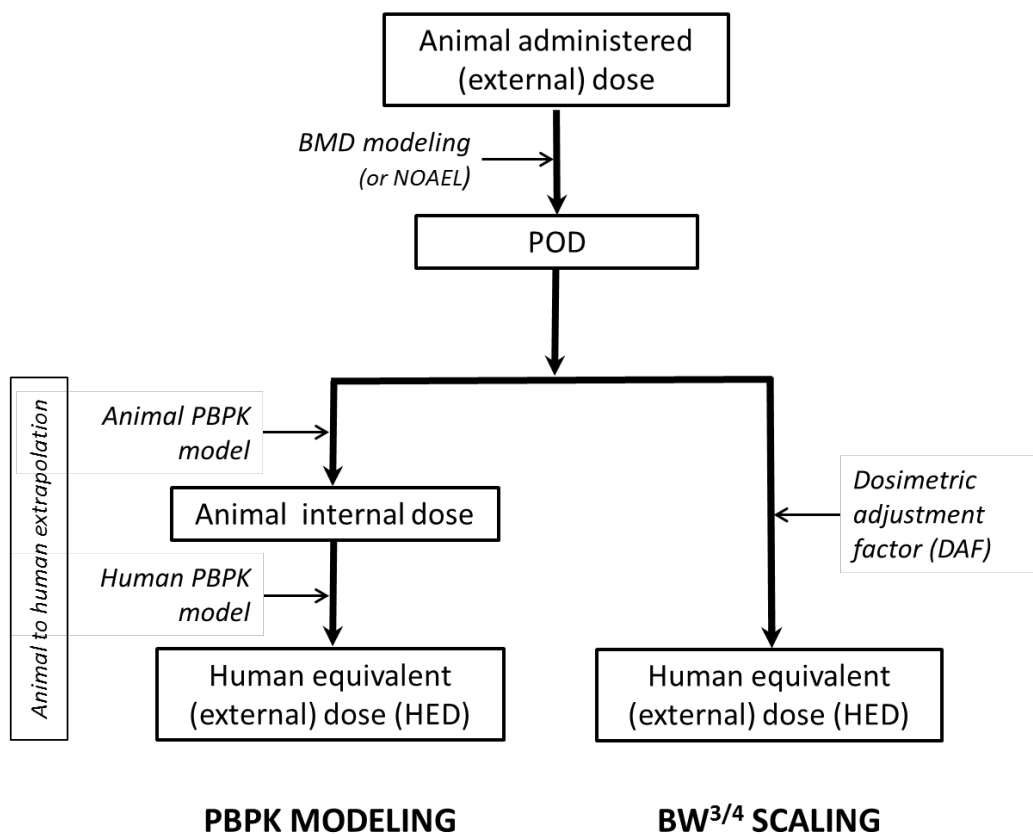 Animal administered
(external) dose
BMD modeling
(or NOAEL)
POD
Animal to human extrapolation
Animal PBPK
model
Animal internal dose
Human PBPK
model
Dosimetric
adjustment
factor (DAF)
Human equivalent
(external) dose (HED)
Human equivalent
(external) dose (HED)
PBPK MODELING
BW³/⁴ SCALING